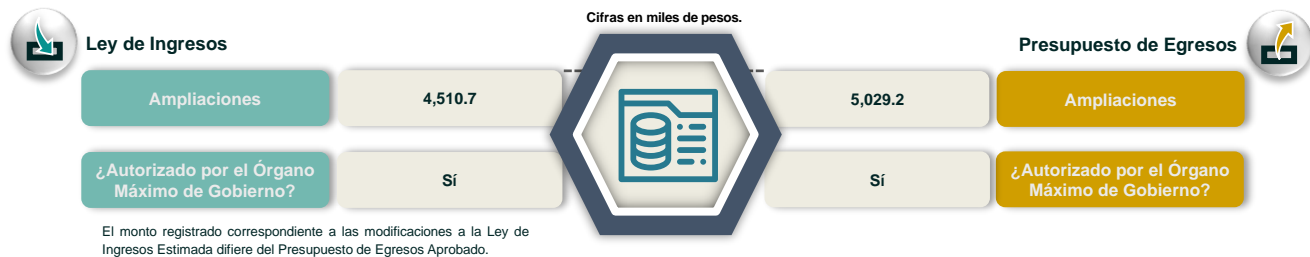 Cifras en miles de pesos.
Ley de Ingresos
Presupuesto de Egresos
Ampliaciones
4,510.7
5,029.2
Ampliaciones
¿Autorizado por el Órgano
Máximo de Gobierno?
Sí
Sí
¿Autorizado por el Órgano
Máximo de Gobierno?
El monto registrado correspondiente a las modificaciones a la Ley de
Ingresos Estimada difiere del Presupuesto de Egresos Aprobado.